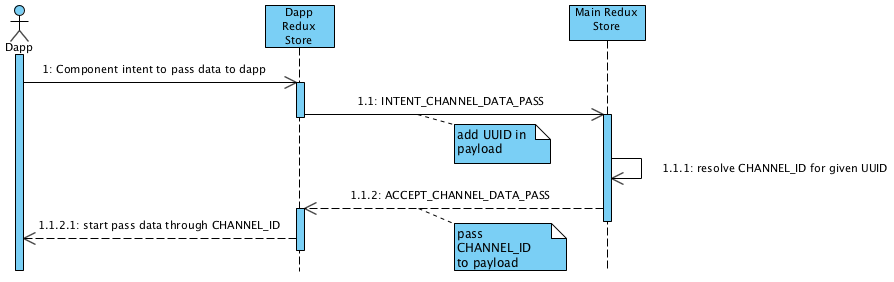 Dapp
Dapp
Redux
Store
Main Redux
Store
1: Component intent to pass data to dapp
1.1: INTENT_CHANNEL_DATA_PASS
add UUID in
payload
1.1.1: resolve CHANNEL_ID for given UUID
1.1.2: ACCEPT_CHANNEL_DATA_PASS
1.1.2.1: start pass data through CHANNEL_ID
pass
CHANNEL_ID
to payload